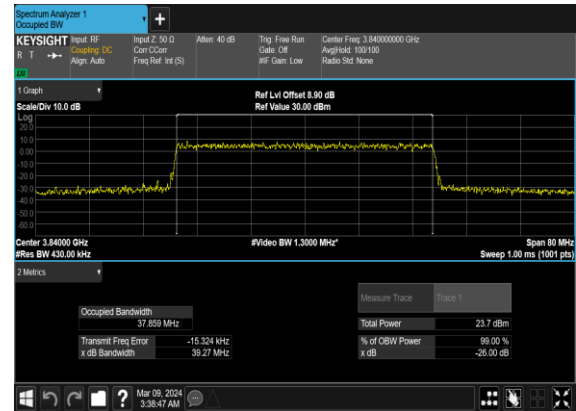 Spectrum Analyzer 1
Occupied BW
KEYSIGHT Input: RF Input Z: 50 Ω Atten: 40 dB Trig: Free Run Center Freq: 3.840000000 GHz
R T Coupling: DC Corr CCorr Gate: Off Avg|Hold: 100/100
Align: Auto Freq Ref: Int (S) #IF Gain: Low Radio Std: None
1 Graph
Scale/Div 10.0 dB Ref Lvl Offset 8.90 dB
Ref Value 30.00 dBm
Log
20.0
10.0
0.00
-10.0
-20.0
-30.0
-40.0
-50.0
-60.0
Center 3.84000 GHz #Video BW 1.3000 MHz* Span 80 MHz
#Res BW 430.00 kHz Sweep 1.00 ms (1001 pts)
2 Metrics
Measure Trace Trace 1
Occupied Bandwidth
37.859 MHz Total Power 23.7 dBm
Transmit Freq Error -15.324 kHz % of OBW Power 99.00 %
x dB Bandwidth 39.27 MHz x dB -26.00 dB
Mar 09, 2024
3:38:47 AM